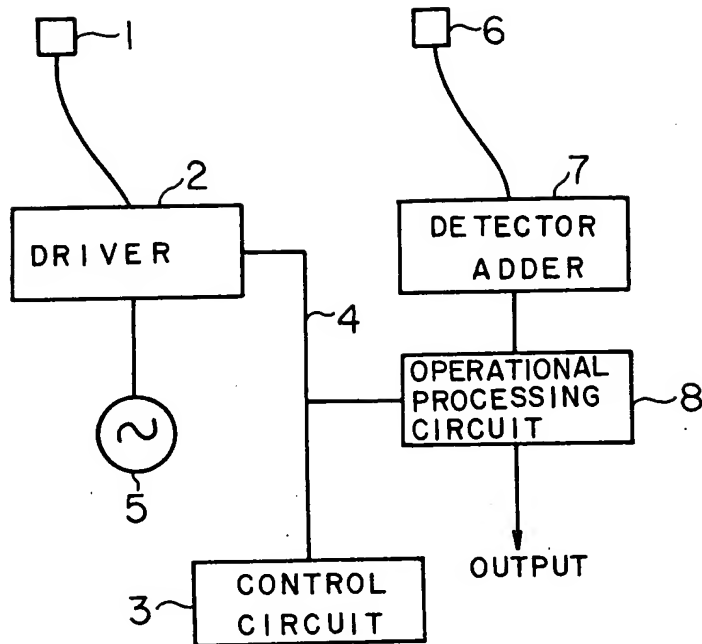 1
6
2
7
DRIVER
DETECTOR
ADDER
4
OPERATIONAL
PROCESSING
CIRCUIT
8
5
OUTPUT
3
CONTROL
CIRCUIT